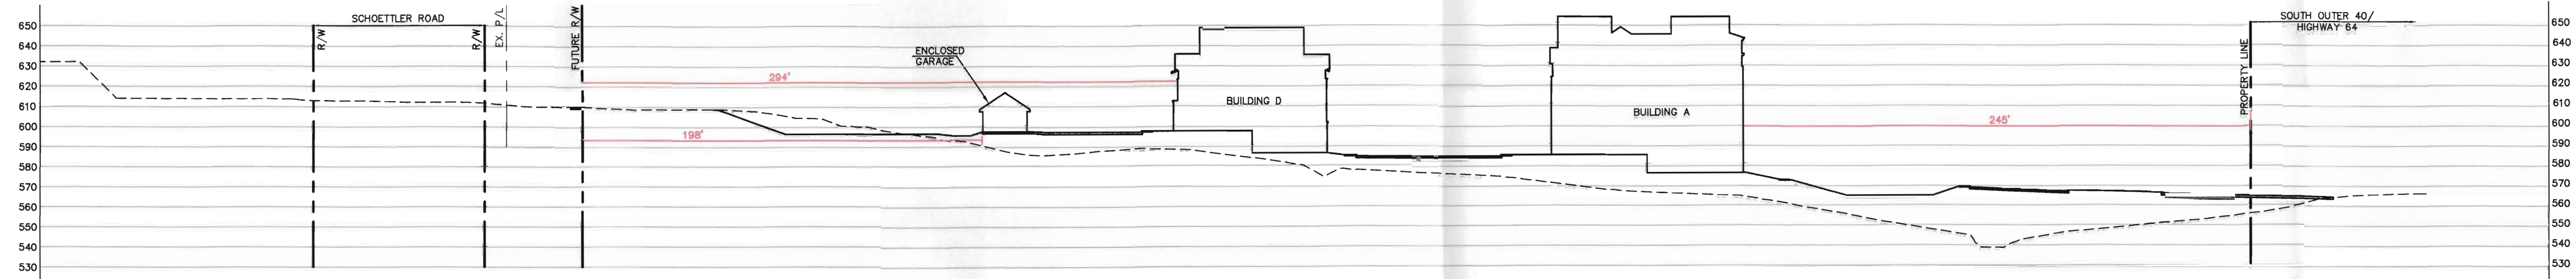 SCHOETTLER ROAD
R/W
R/W
EX. P/L
FUTURE R/W
ENCLOSED
GARAGE
294'
198'
BUILDING D
BUILDING A
245'
PROPERTY LINE
SOUTH OUTER 40/
HIGHWAY 64
650
640
630
620
610
600
590
580
570
560
550
540
530
650
640
630
620
610
600
590
580
570
560
550
540
530